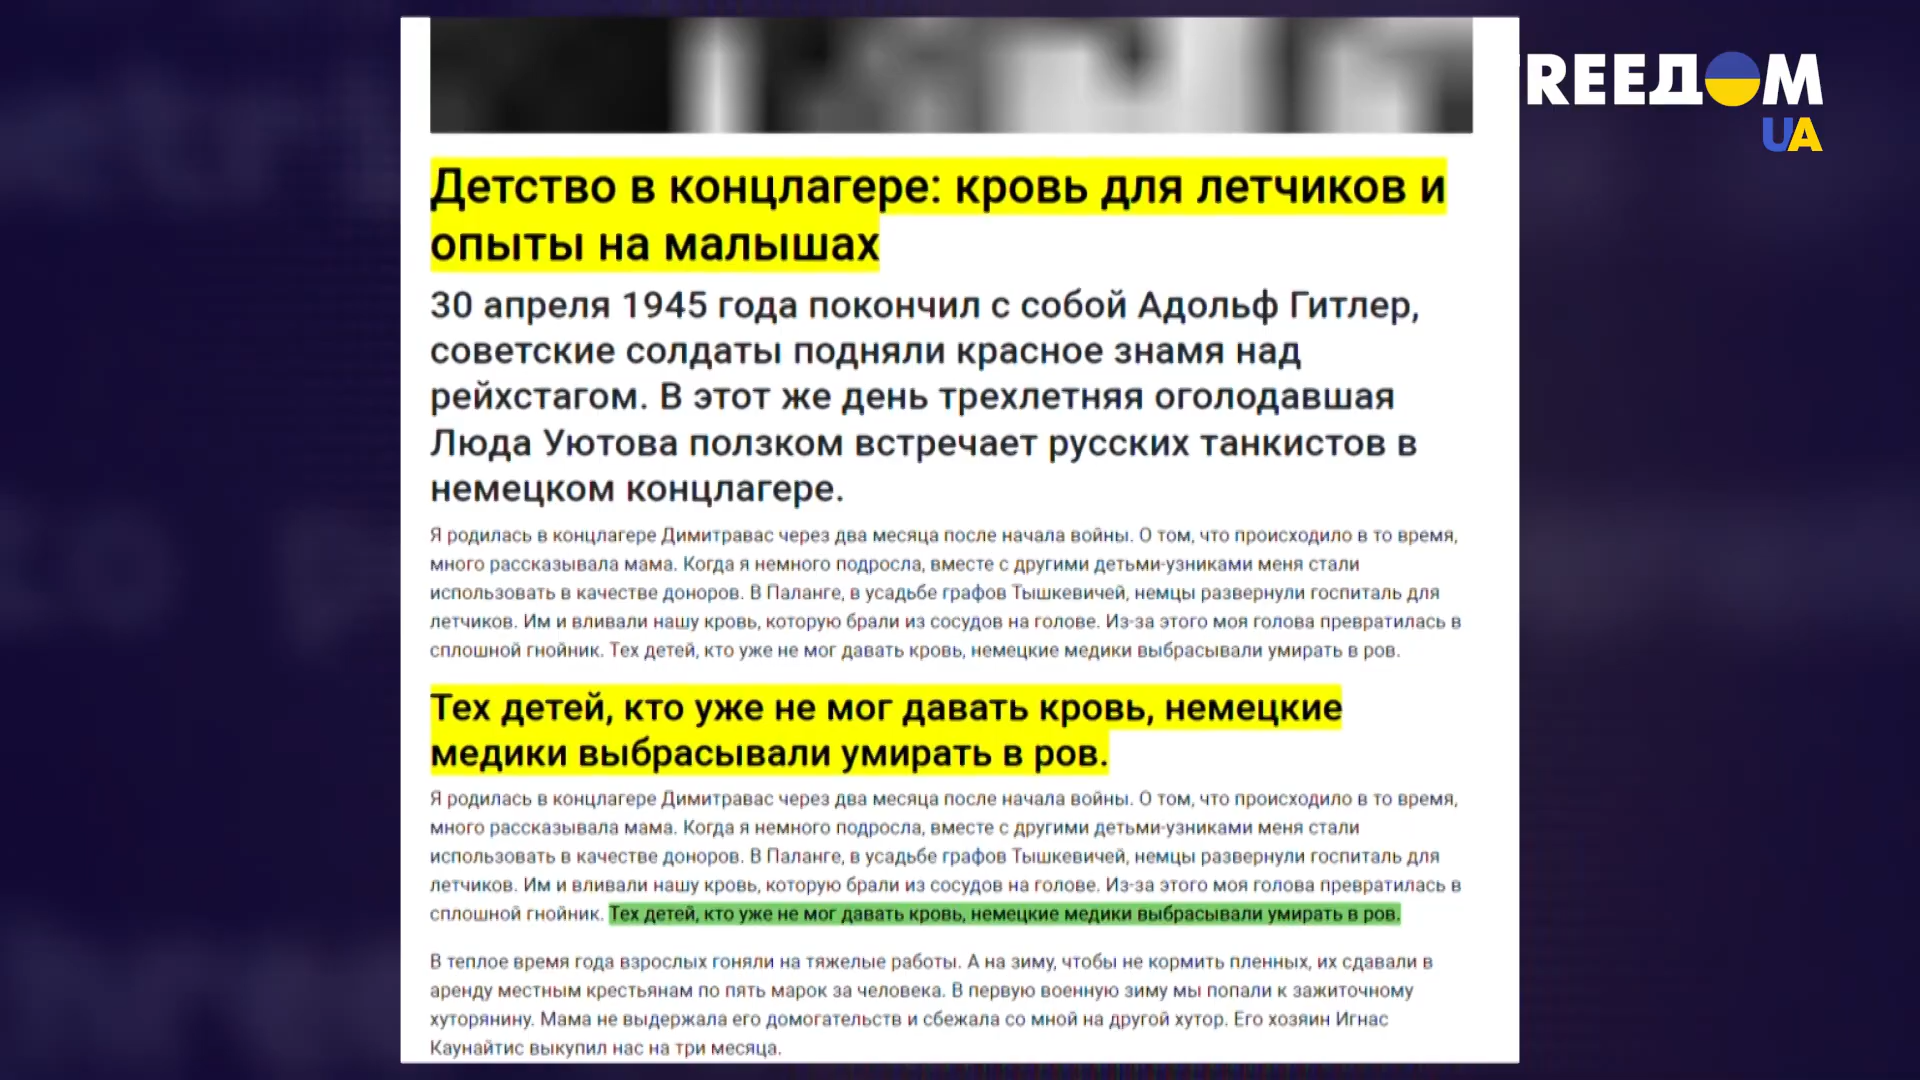 REEДOM
UA
Детство в концлагере: кровь для летчиков и
опыты на малышах
30 апреля 1945 года покончил с собой Адольф Гитлер,
советские солдаты подняли красное знамя над
рейхстагом. В этот же день трехлетняя оголодавшая
Люда Уютова ползком встречает русских танкистов в
немецком концлагере.
Я родилась в концлагере Димитравас через два месяца после начала войны. О том, что происходило в то время,
много рассказывала мама. Когда я немного подросла, вместе с другими детьми-узниками меня стали
использовать в качестве доноров. В Паланге, в усадьбе графов Тышкевичей, немцы развернули госпиталь для
летчиков. Им и вливали нашу кровь, которую брали из сосудов на голове. Из-за этого моя голова превратилась в
сплошной гнойник. Тех детей, кто уже не мог давать кровь, немецкие медики выбрасывали умирать в ров.
Тех детей, кто уже не мог давать кровь, немецкие
медики выбрасывали умирать в ров.
Я родилась в концлагере Димитравас через два месяца после начала войны. О том, что происходило в то время,
много рассказывала мама. Когда я немного подросла, вместе с другими детьми-узниками меня стали
использовать в качестве доноров. В Паланге, в усадьбе графов Тышкевичей, немцы развернули госпиталь для
летчиков. Им и вливали нашу кровь, которую брали из сосудов на голове. Из-за этого моя голова превратилась в
сплошной гнойник. Тех детей, кто уже не мог давать кровь, немецкие медики выбрасывали умирать в ров.
В теплое время года взрослых гоняли на тяжелые работы. А на зиму, чтобы не кормить пленных, их сдавали в
аренду местным крестьянам по пять марок за человека. В первую военную зиму мы попали к зажиточному
хуторянину. Мама не выдержала его домогательств и сбежала со мной на другой хутор. Его хозяин Игнас
Каунайтис выкупил нас на три месяца.